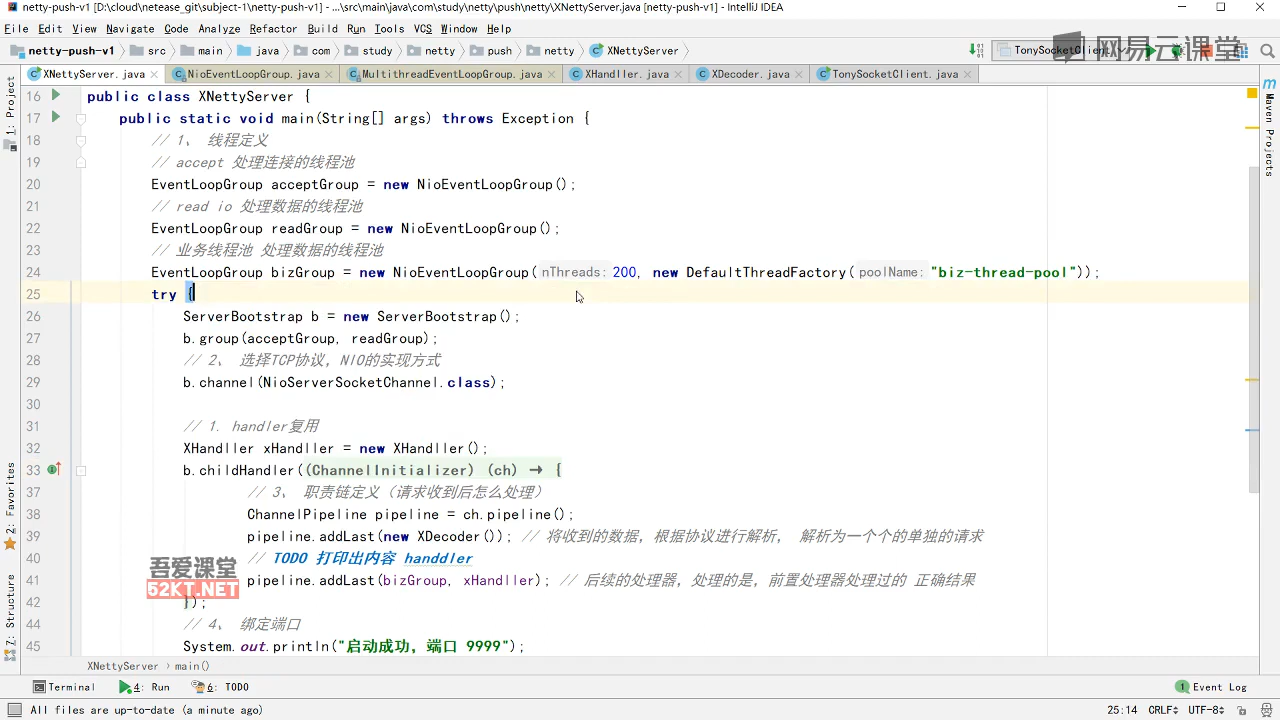 netty-push-v1 [D:\cloud\netease_git\subject-1\netty-push-v1] - ...\src\main\java\com\study\netty\push\netty\XNettyServer.java [netty-push-v1] - IntelliJ IDEA
File Edit View Navigate Code Analyze Refactor Build Run Tools VCS Window Help
netty-push-v1 src main java com study netty push netty XNettyServer
TonySocketClient
网易云课堂
XNettyServer.java NioEventLoopGroup.java MultithreadEventLoopGroup.java XHandller.java XDecoder.java TonySocketClient.java
1: Project
Maven Projects
2: Favorites
7: Structure
16 public class XNettyServer {
17 public static void main(String[] args) throws Exception {
18 // 1、 线程定义
19 // accept 处理连接的线程池
20 EventLoopGroup acceptGroup = new NioEventLoopGroup();
21 // read io 处理数据的线程池
22 EventLoopGroup readGroup = new NioEventLoopGroup();
23 // 业务线程池 处理数据的线程池
24 EventLoopGroup bizGroup = new NioEventLoopGroup( nThreads: 200, new DefaultThreadFactory( poolName: "biz-thread-pool"));
25 try {
26 ServerBootstrap b = new ServerBootstrap();
27 b.group(acceptGroup, readGroup);
28 // 2、 选择TCP协议，NIO的实现方式
29 b.channel(NioServerSocketChannel.class);
30
31 // 1. handler复用
32 XHandller xHandller = new XHandller();
33 b.childHandler((ChannelInitializer) (ch) → {
37 // 3、 职责链定义（请求收到后怎么处理）
38 ChannelPipeline pipeline = ch.pipeline();
39 pipeline.addLast(new XDecoder()); // 将收到的数据，根据协议进行解析， 解析为一个个的单独的请求
40 // TODO 打印出内容 handdler
41 pipeline.addLast(bizGroup, xHandller); // 后续的处理器，处理的是，前置处理器处理过的 正确结果
42 });
44 // 4、 绑定端口
45 System.out.println("启动成功，端口 9999");
吾爱课堂
52KT.NET
XNettyServer main()
Terminal 4: Run 6: TODO 1 Event Log
All files are up-to-date (a minute ago) 25:14 CRLF UTF-8